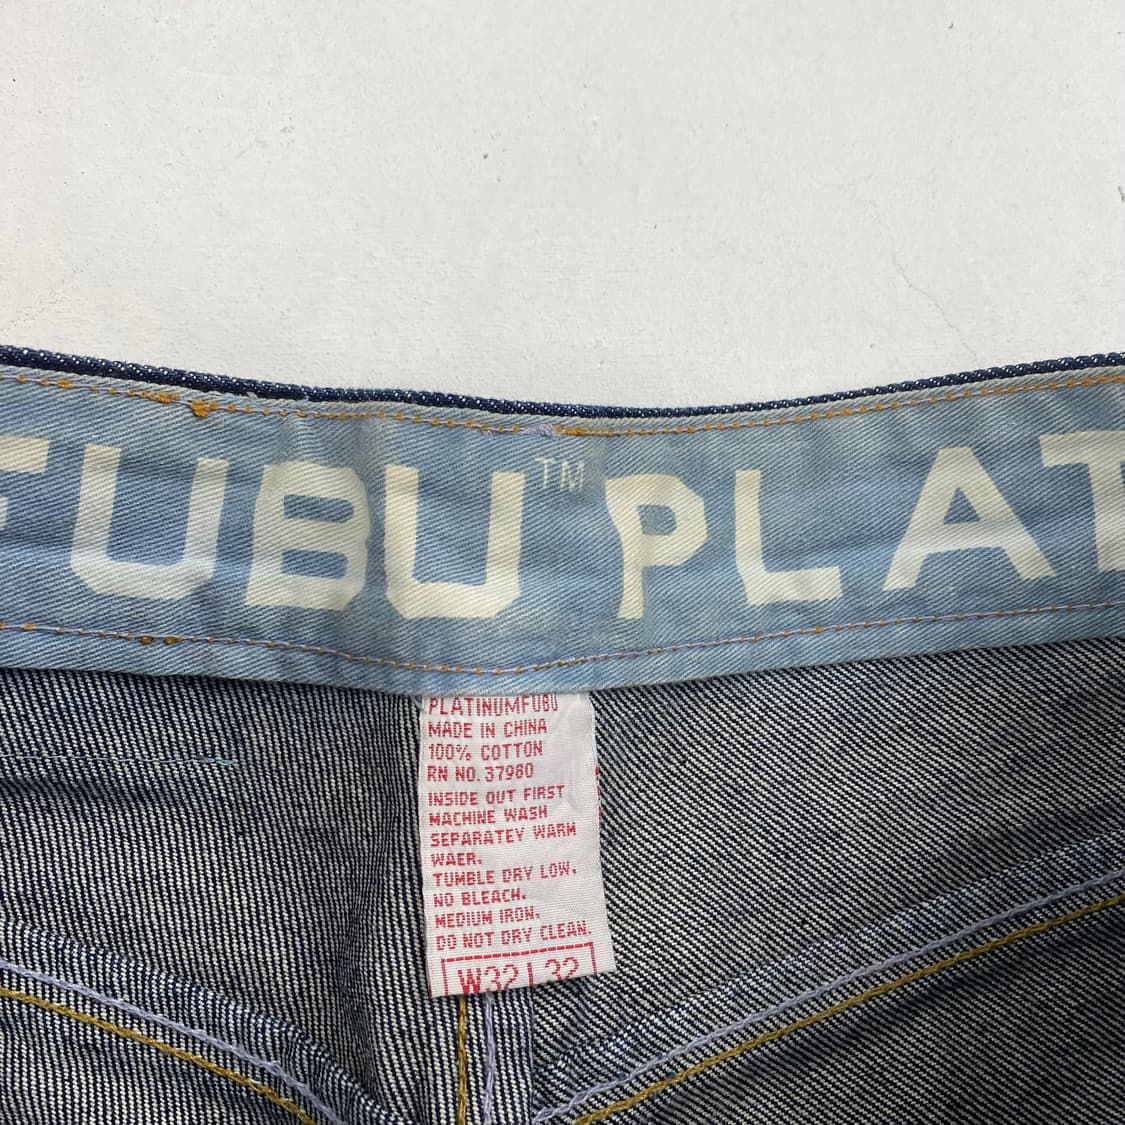 FUBU™ PLAT
PLATINUMFUBU
MADE IN CHINA
100% COTTON
RN NO. 37980
INSIDE OUT FIRST
MACHINE WASH
SEPARATEY WARM
WAER.
TUMBLE DRY LOW.
NO BLEACH.
MEDIUM IRON.
DO NOT DRY CLEAN.
W32 L32